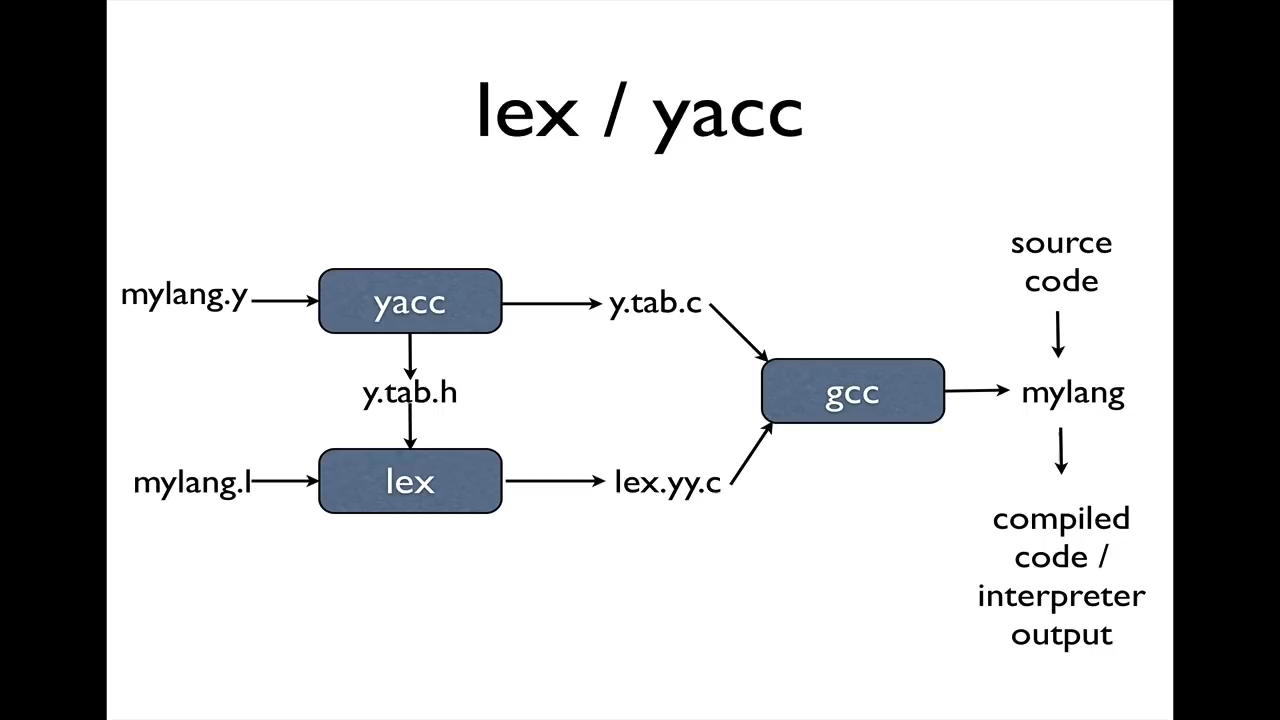 lex / yacc
source
code
mylang.y
yacc
y.tab.c
y.tab.h
gcc
mylang
mylang.l
lex
lex.yy.c
compiled
code /
interpreter
output